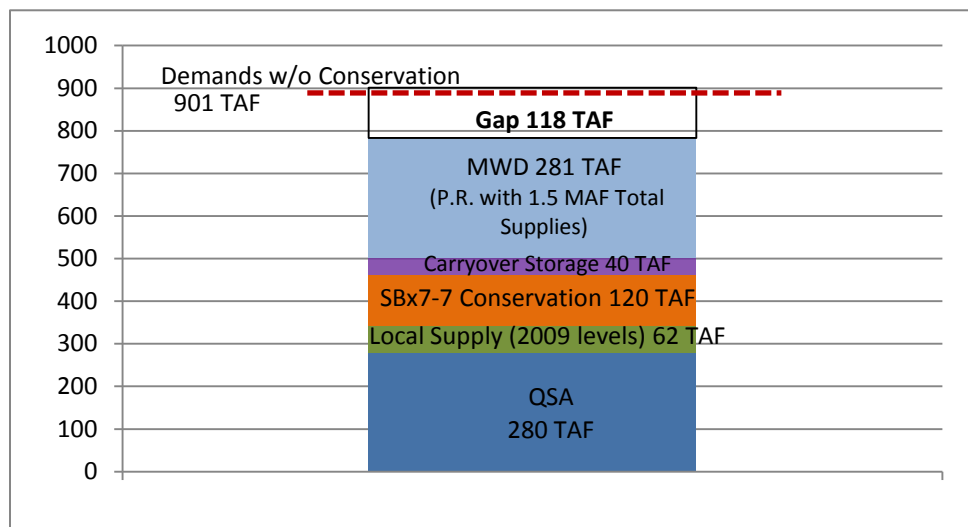 1000
Demands w/o Conservation
900
901 TAF
Gap 118 TAF
800
700
MWD 281 TAF
(P.R. with 1.5 MAF Total
Supplies)
600
500
Carryover Storage 40 TAF
400
SBx7-7 Conservation 120 TAF
300
Local Supply (2009 levels) 62 TAF
200
QSA
100
280 TAF
0